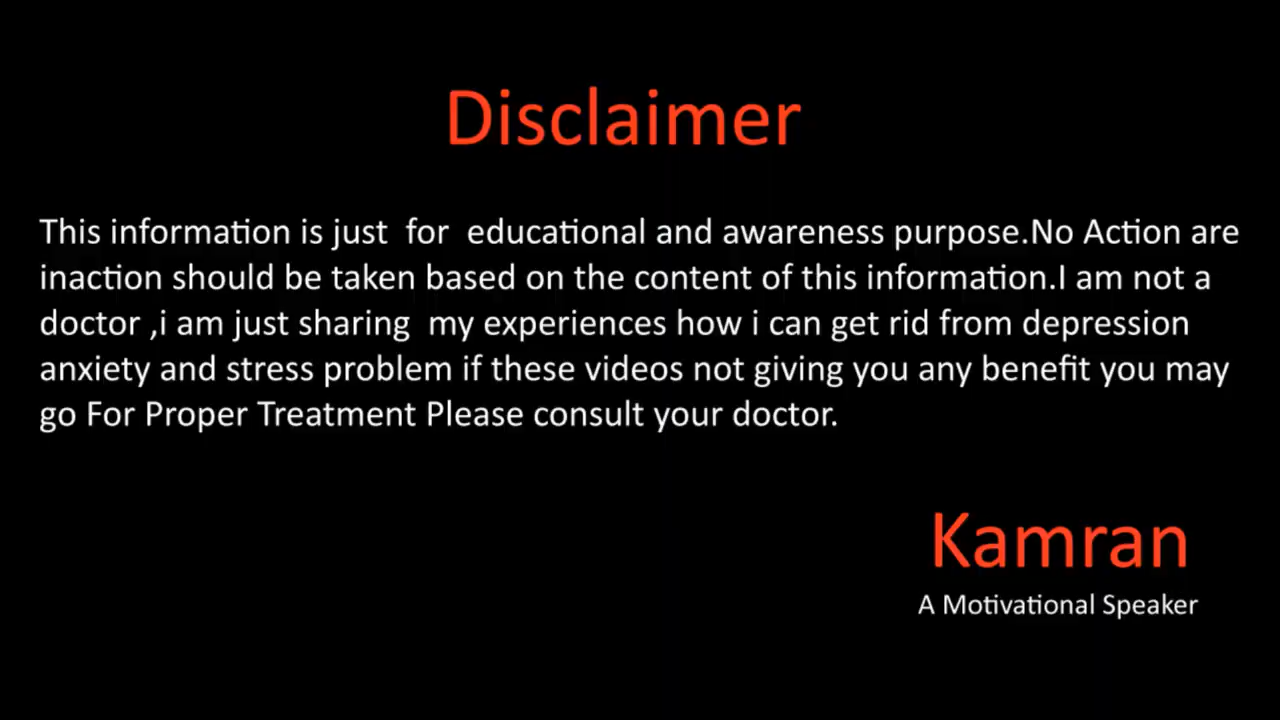 Disclaimer
This information is just  for  educational and awareness purpose.No Action are
inaction should be taken based on the content of this information.I am not a
doctor ,i am just sharing  my experiences how i can get rid from depression
anxiety and stress problem if these videos not giving you any benefit you may
go For Proper Treatment Please consult your doctor.
Kamran
A Motivational Speaker